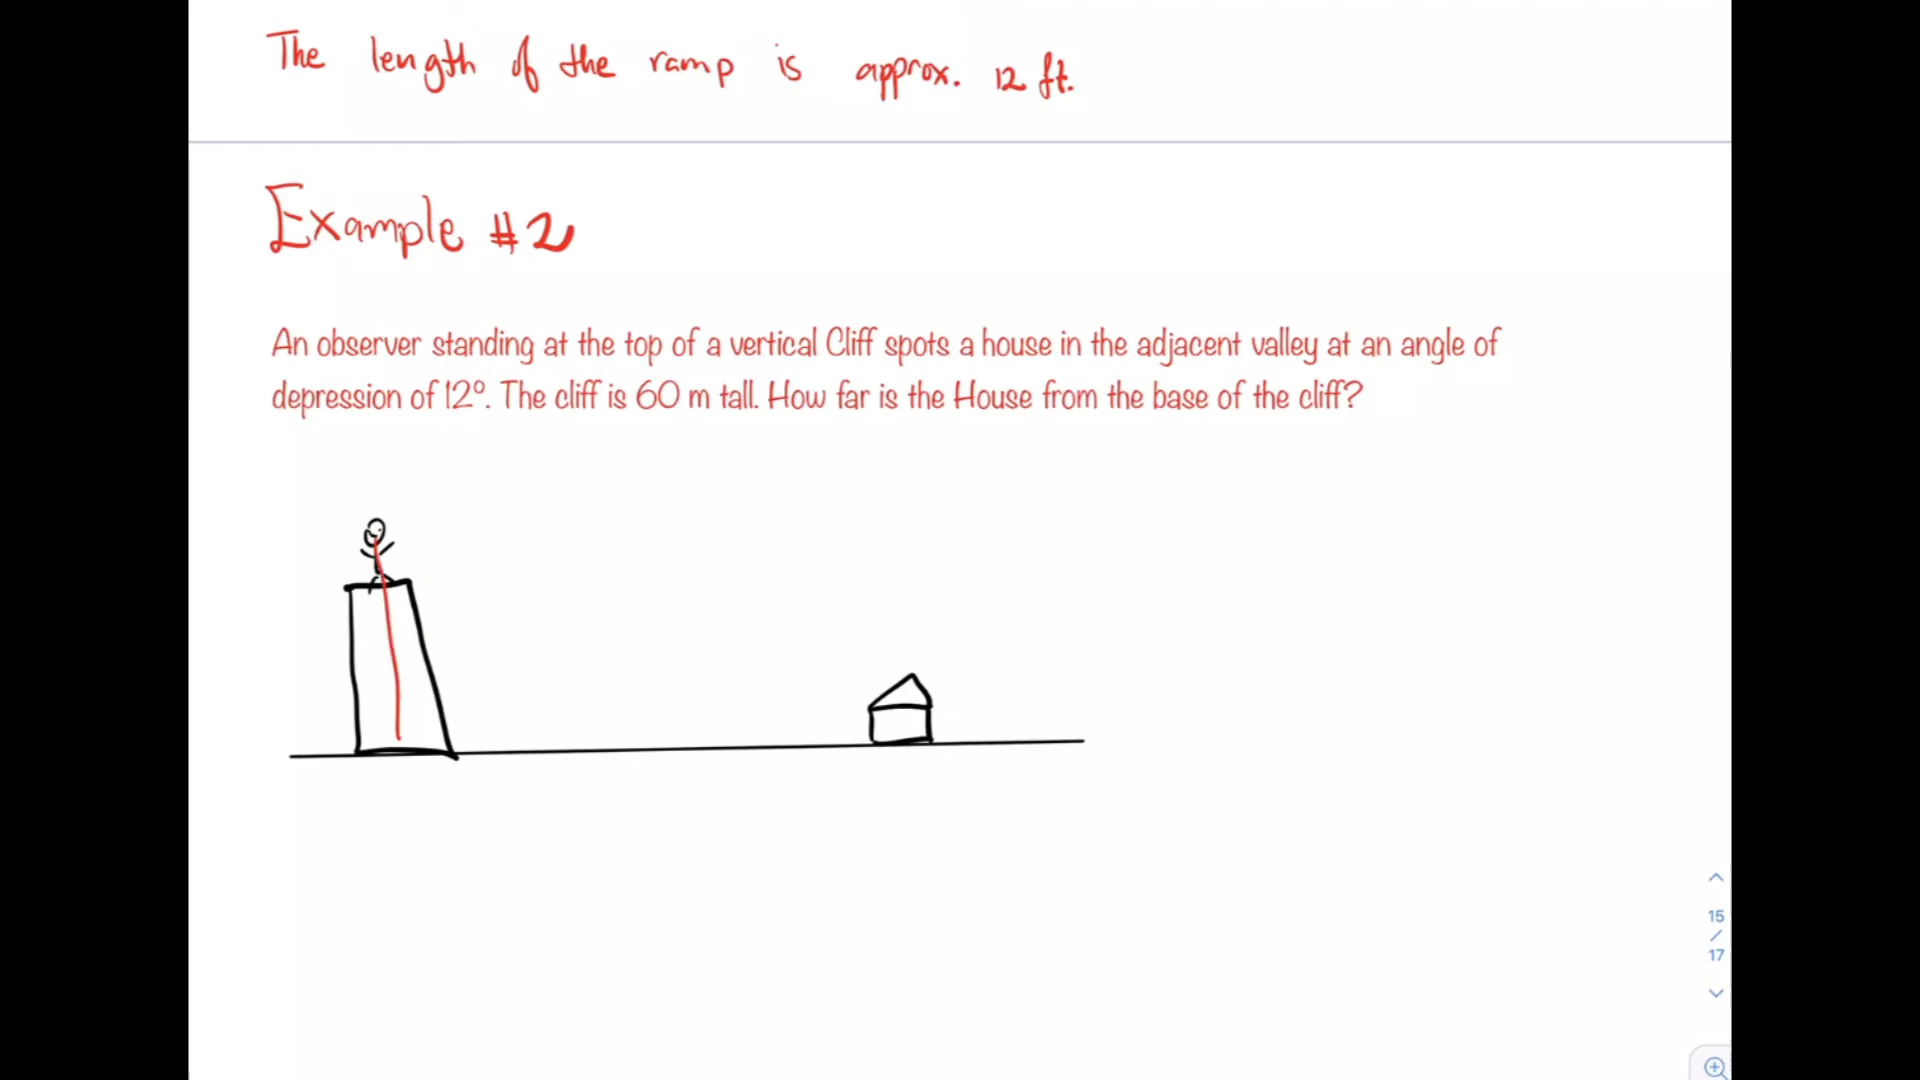 The length of the ramp is approx. 12 ft.
Example #2
An observer standing at the top of a vertical Cliff spots a house in the adjacent valley at an angle of
depression of 12º. The cliff is 60 m tall. How far is the House from the base of the cliff?
15
/
17